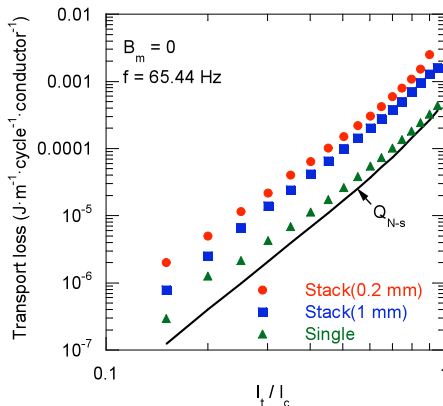 0.01
B_m = 0
f = 65.44 Hz
0.001
0.0001
10^-5
10^-6
10^-7
Transport loss (J·m^-1·cycle^-1·conductor^-1)
Q_N-s
Stack(0.2 mm)
Stack(1 mm)
Single
0.1
1
I_t / I_c